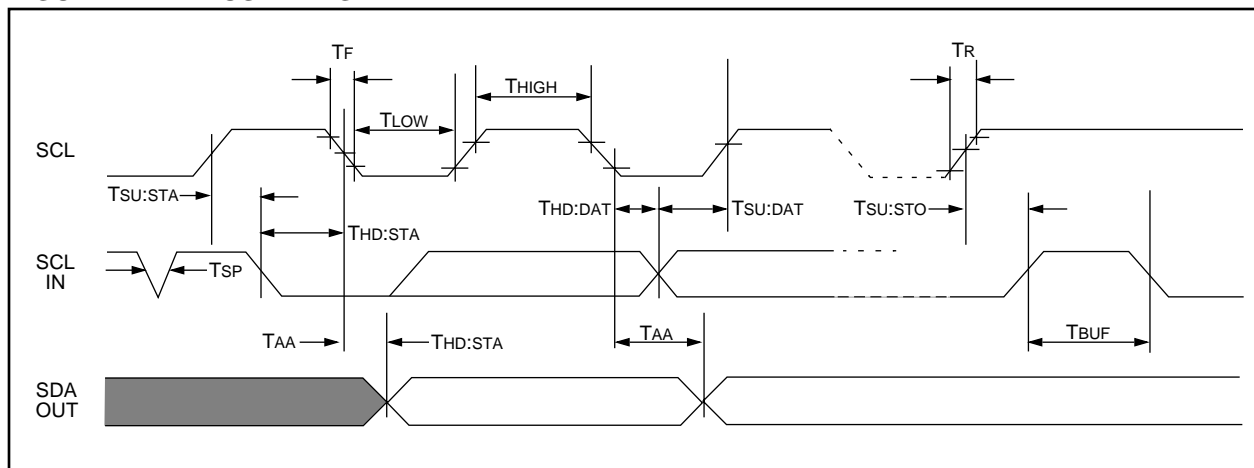 TF
TR
THIGH
TLOW
SCL
TSU:STA
THD:DAT
TSU:DAT
TSU:STO
THD:STA
SCL
IN
TSP
TAA
THD:STA
TAA
TBUF
SDA
OUT